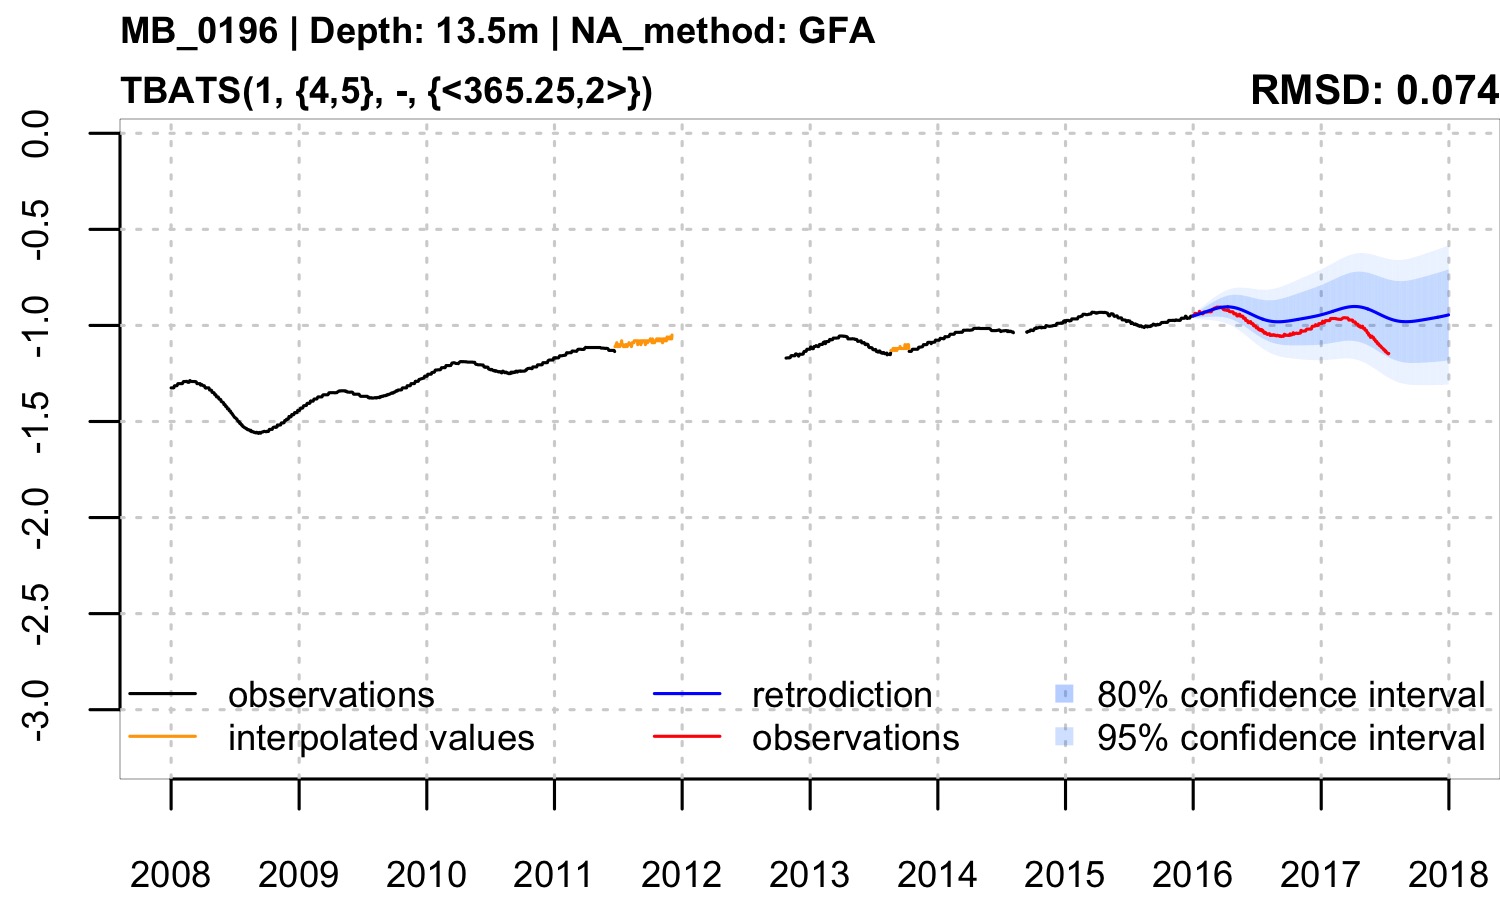 MB_0196 | Depth: 13.5m | NA_method: GFA
TBATS(1, {4,5}, -, {<365.25,2>})
RMSD: 0.074
0.0
-0.5
-1.0
-1.5
-2.0
-2.5
-3.0
observations
interpolated values
retrodiction
observations
80% confidence interval
95% confidence interval
2008 2009 2010 2011 2012 2013 2014 2015 2016 2017 2018